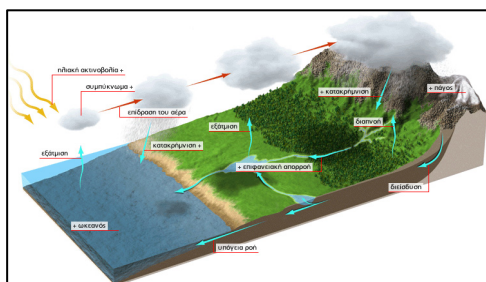 ηλιακή ακτινοβολία +
συμπύκνωμα +
επίδραση του αέρα
+ κατακρήμνιση
+ πάγος
εξάτμιση
διαπνοή
εξάτμιση
κατακρήμνιση +
+ επιφανειακή απορροή
διείσδυση
+ ωκεανός
υπόγεια ροή